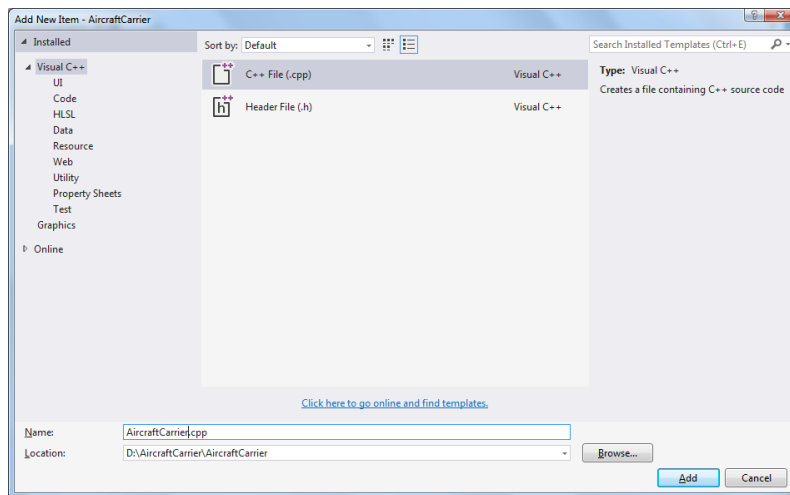 Add New Item - AircraftCarrier
Installed
Sort by: Default
Search Installed Templates (Ctrl+E)
Visual C++
UI
Code
HLSL
Data
Resource
Web
Utility
Property Sheets
Test
Graphics
Online
C++ File (.cpp) Visual C++
Header File (.h) Visual C++
Type: Visual C++
Creates a file containing C++ source code
Click here to go online and find templates.
Name: AircraftCarrier.cpp
Location: D:\AircraftCarrier\AircraftCarrier
Browse...
Add Cancel